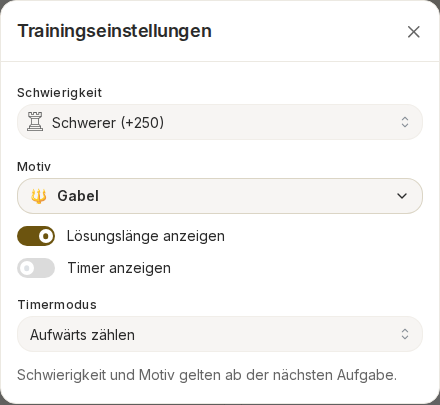 Trainingseinstellungen
Schwierigkeit
Schwerer (+250)
Motiv
Gabel
Lösungslänge anzeigen
Timer anzeigen
Timermodus
Aufwärts zählen
Schwierigkeit und Motiv gelten ab der nächsten Aufgabe.